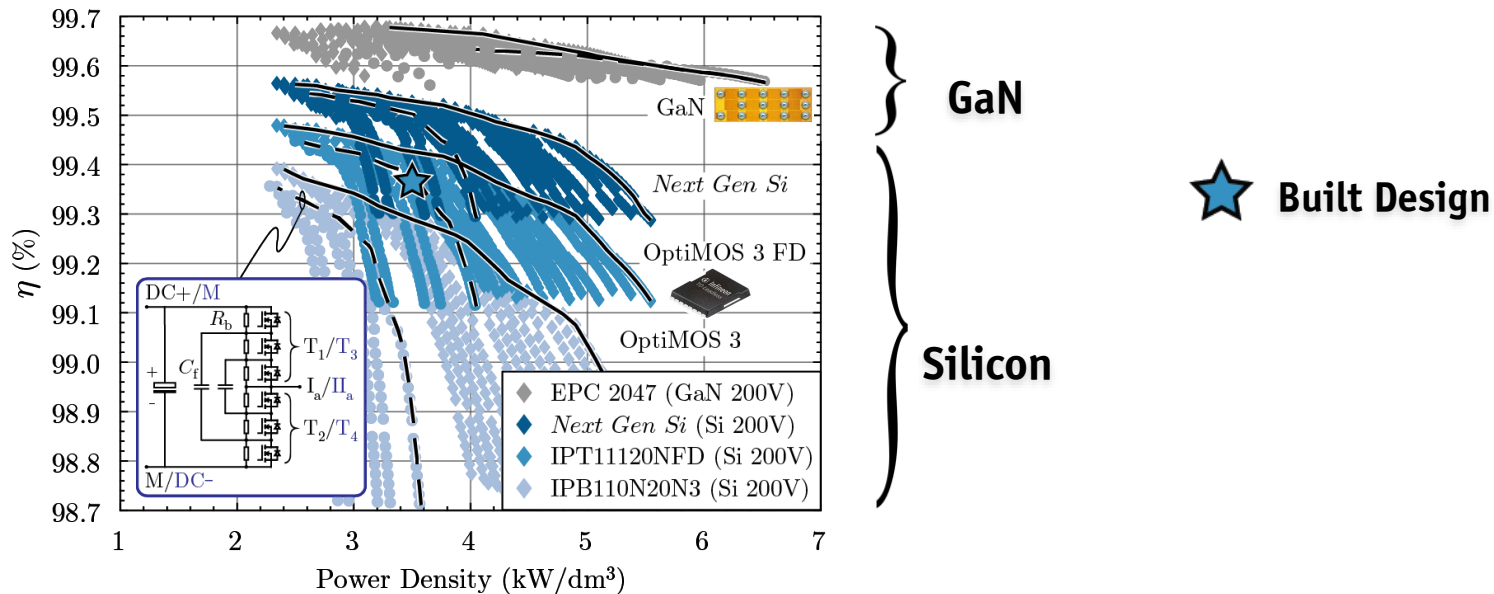 99.7
99.6
99.5
99.4
99.3
99.2
99.1
99.0
98.9
98.8
98.7
η (%)
1 2 3 4 5 6 7
Power Density (kW/dm³)
GaN
Next Gen Si
OptiMOS 3 FD
Infineon
OptiMOS 3
DC+/M
R_b
C_f
+
-
T_1/T_3
I_a/II_a
T_2/T_4
M/DC-
EPC 2047 (GaN 200V)
Next Gen Si (Si 200V)
IPT11120NFD (Si 200V)
IPB110N20N3 (Si 200V)
GaN
Silicon
Built Design